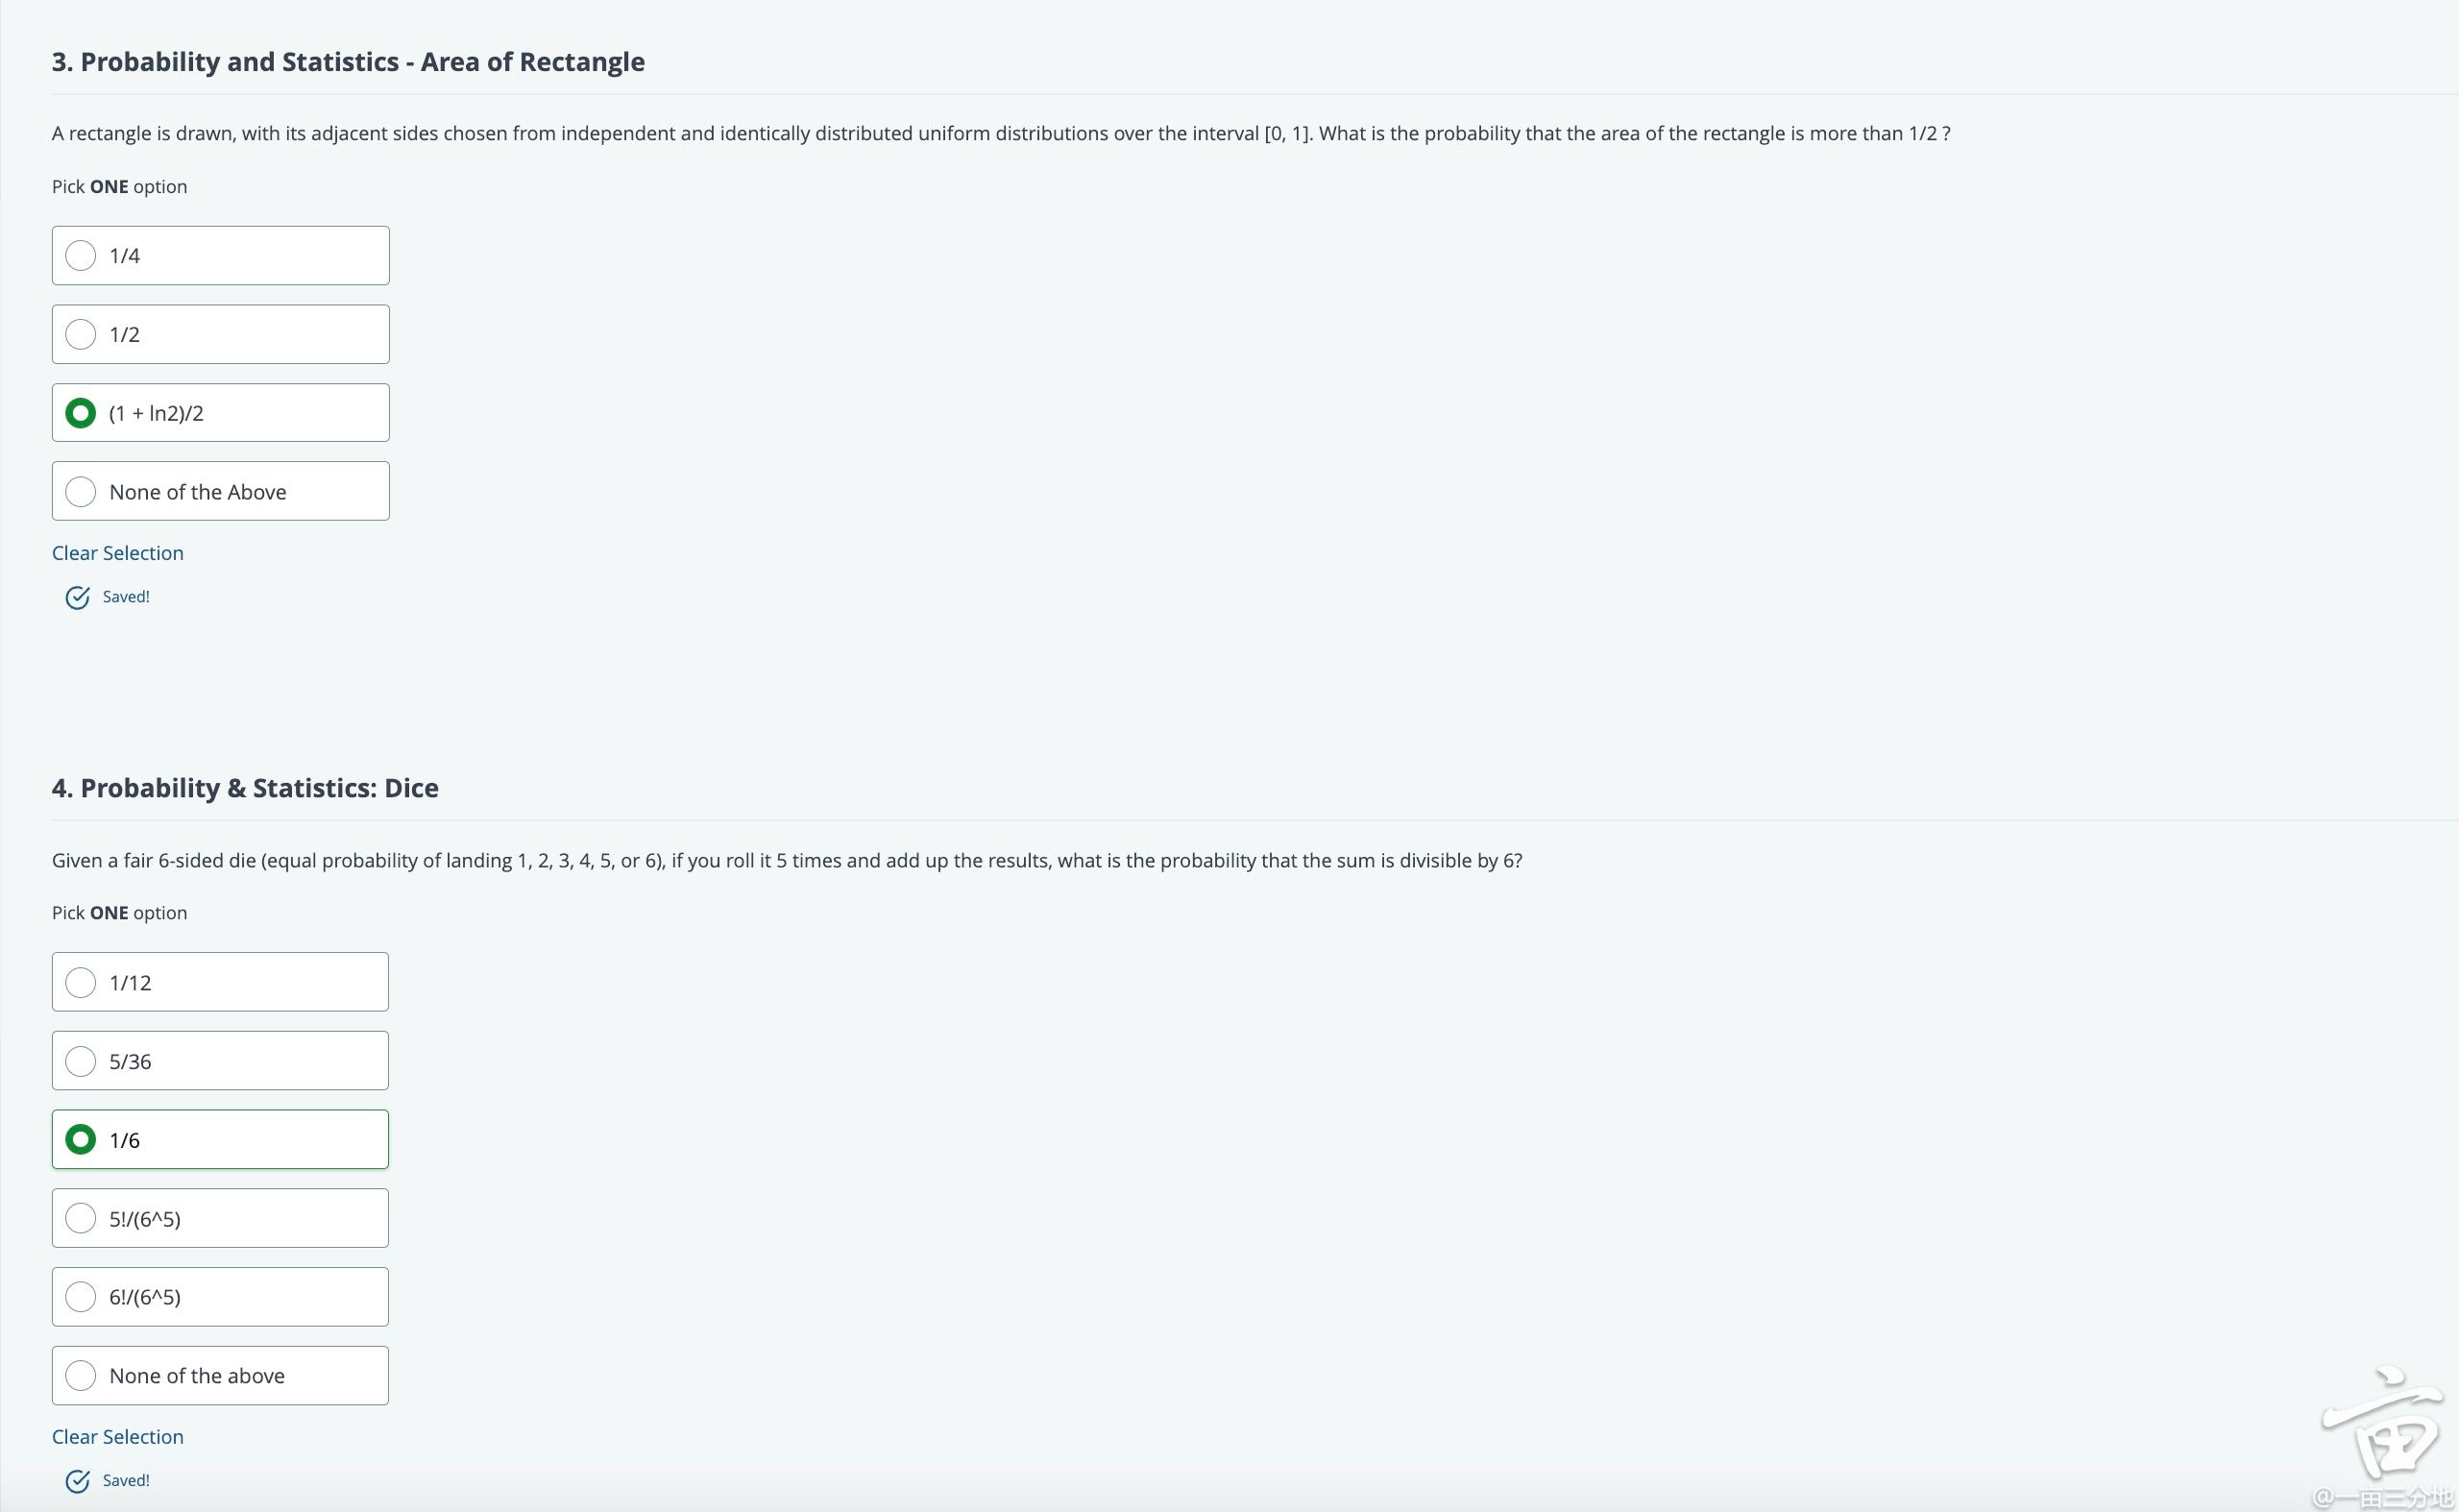 3. Probability and Statistics - Area of Rectangle
A rectangle is drawn, with its adjacent sides chosen from independent and identically distributed uniform distributions over the interval [0, 1]. What is the probability that the area of the rectangle is more than 1/2 ?
Pick ONE option
1/4
1/2
(1 + ln2)/2
None of the Above
Clear Selection
Saved!
4. Probability & Statistics: Dice
Given a fair 6-sided die (equal probability of landing 1, 2, 3, 4, 5, or 6), if you roll it 5 times and add up the results, what is the probability that the sum is divisible by 6?
Pick ONE option
1/12
5/36
1/6
5!/(6^5)
6!/(6^5)
None of the above
Clear Selection
Saved!
亩
@一亩三分地